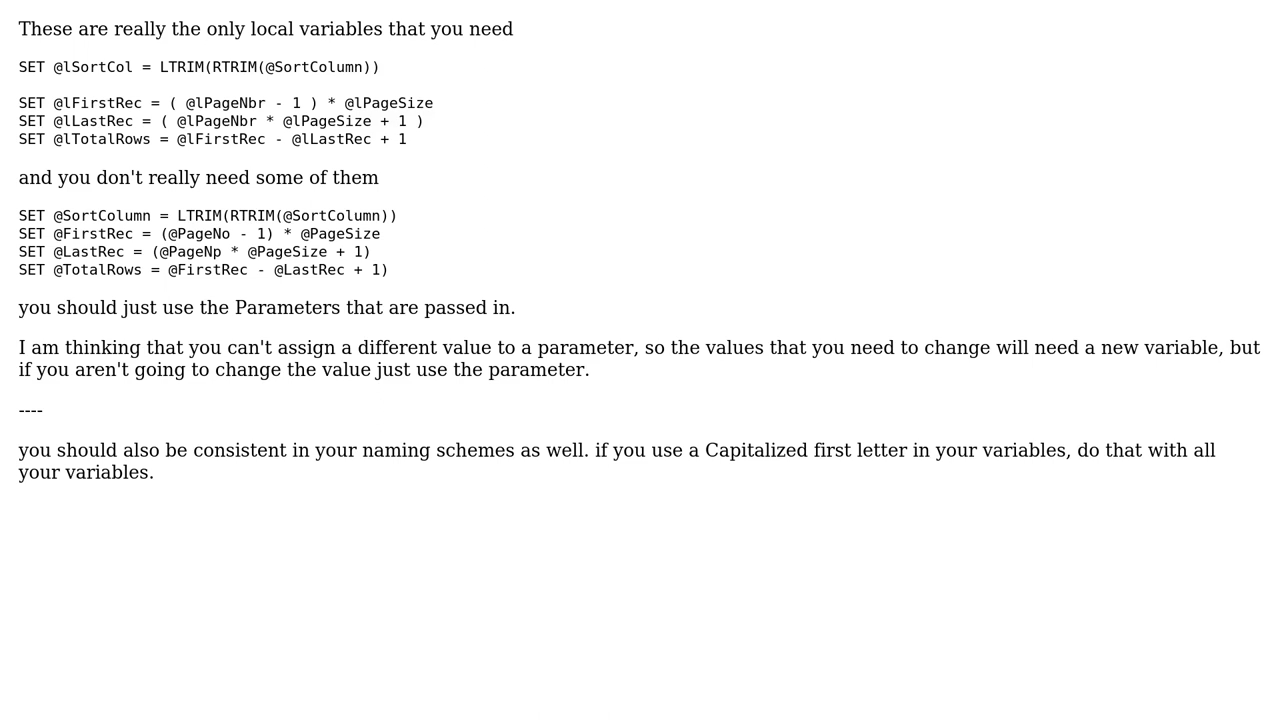 These are really the only local variables that you need
SET @lSortCol = LTRIM(RTRIM(@SortColumn))
SET @lFirstRec = ( @lPageNbr - 1 ) * @lPageSize
SET @lLastRec = ( @lPageNbr * @lPageSize + 1 )
SET @lTotalRows = @lFirstRec - @lLastRec + 1
and you don't really need some of them
SET @SortColumn = LTRIM(RTRIM(@SortColumn))
SET @FirstRec = (@PageNo - 1) * @PageSize
SET @LastRec = (@PageNp * @PageSize + 1)
SET @TotalRows = @FirstRec - @LastRec + 1)
you should just use the Parameters that are passed in.
I am thinking that you can't assign a different value to a parameter, so the values that you need to change will need a new variable, but
if you aren't going to change the value just use the parameter.
----
you should also be consistent in your naming schemes as well. if you use a Capitalized first letter in your variables, do that with all
your variables.